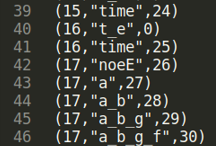 39 (15,"time",24)
40 (16,"t_e",0)
41 (16,"time",25)
42 (17,"noeE",26)
43 (17,"a",27)
44 (17,"a_b",28)
45 (17,"a_b_g",29)
46 (17,"a_b_g_f",30)